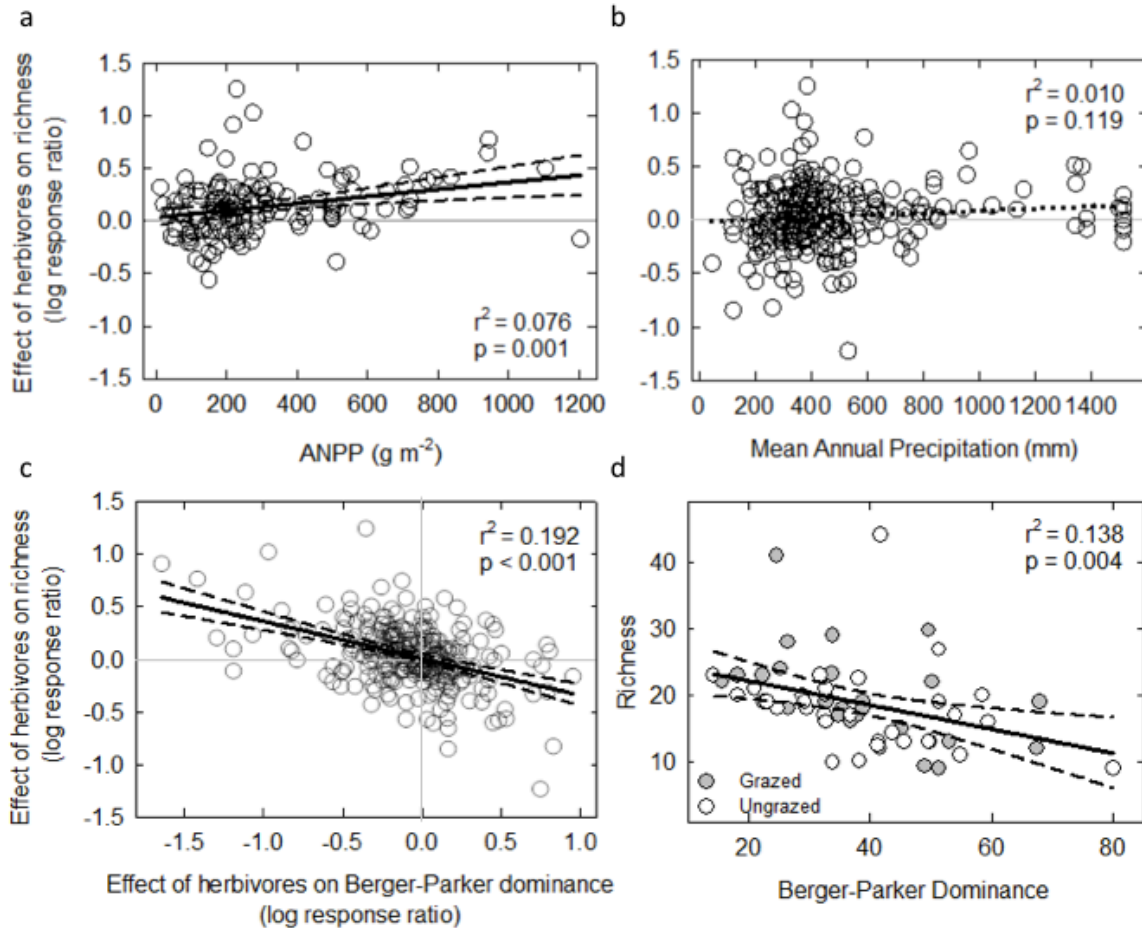 a
1.5
1.0
0.5
0.0
-0.5
-1.0
-1.5
Effect of herbivores on richness
(log response ratio)
r² = 0.076
p = 0.001
0 200 400 600 800 1000 1200
ANPP (g m⁻²)
b
1.5
1.0
0.5
0.0
-0.5
-1.0
-1.5
r² = 0.010
p = 0.119
0 200 400 600 800 1000 1200 1400
Mean Annual Precipitation (mm)
c
1.5
1.0
0.5
0.0
-0.5
-1.0
-1.5
Effect of herbivores on richness
(log response ratio)
r² = 0.192
p < 0.001
-1.5 -1.0 -0.5 0.0 0.5 1.0
Effect of herbivores on Berger-Parker dominance
(log response ratio)
d
40
30
20
10
Richness
r² = 0.138
p = 0.004
Grazed
Ungrazed
20 40 60 80
Berger-Parker Dominance